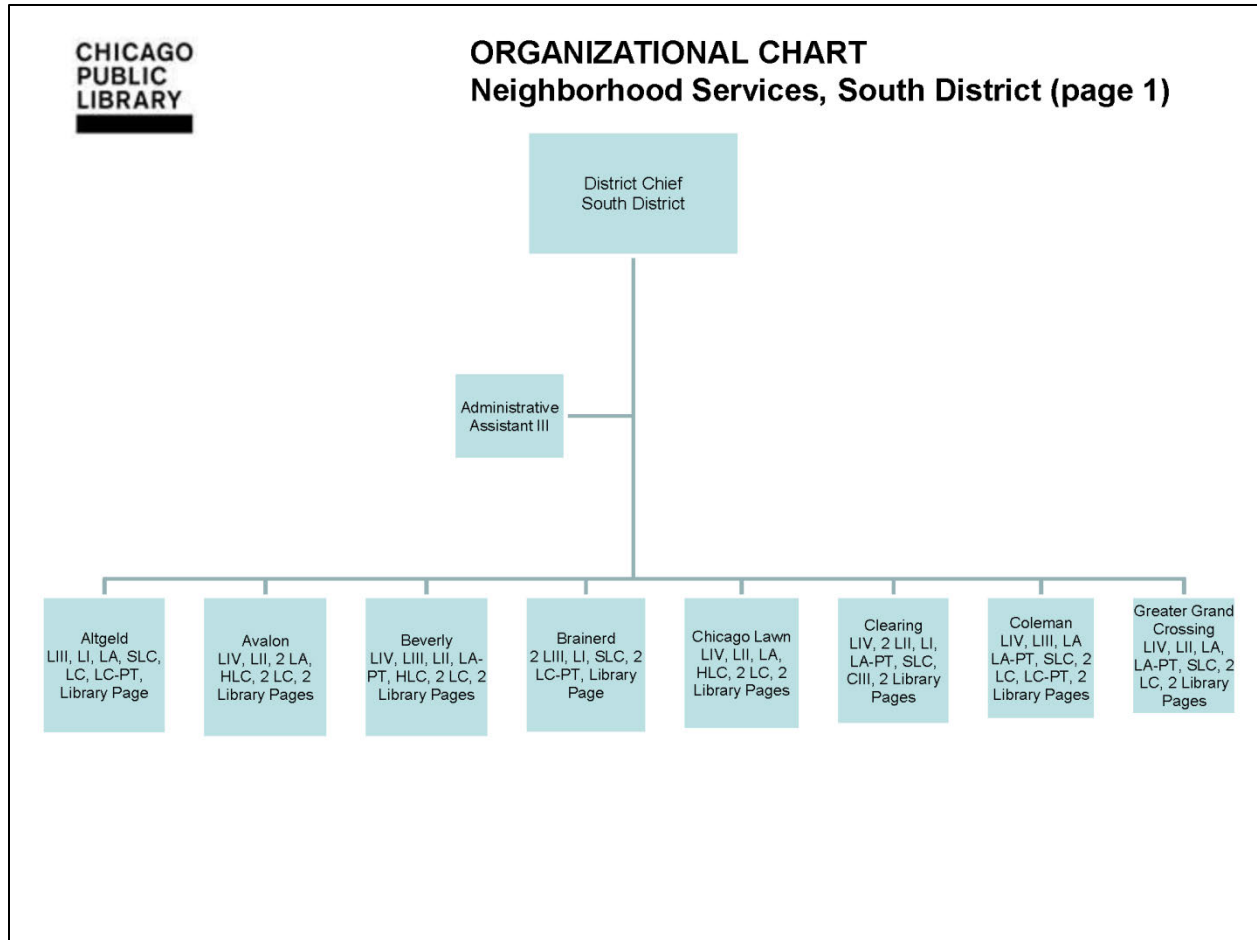 CHICAGO
PUBLIC
LIBRARY
ORGANIZATIONAL CHART
Neighborhood Services, South District (page 1)
District Chief
South District
Administrative
Assistant III
Altgeld
LIII, LI, LA, SLC,
LC, LC-PT,
Library Page
Avalon
LIV, LII, 2 LA,
HLC, 2 LC, 2
Library Pages
Beverly
LIV, LIII, LII, LA-
PT, HLC, 2 LC, 2
Library Pages
Brainerd
2 LIII, LI, SLC, 2
LC-PT, Library
Page
Chicago Lawn
LIV, LII, LA,
HLC, 2 LC, 2
Library Pages
Clearing
LIV, 2 LII, LI,
LA-PT, SLC,
CIII, 2 Library
Pages
Coleman
LIV, LIII, LA
LA-PT, SLC, 2
LC, LC-PT, 2
Library Pages
Greater Grand
Crossing
LIV, LII, LA,
LA-PT, SLC, 2
LC, 2 Library
Pages